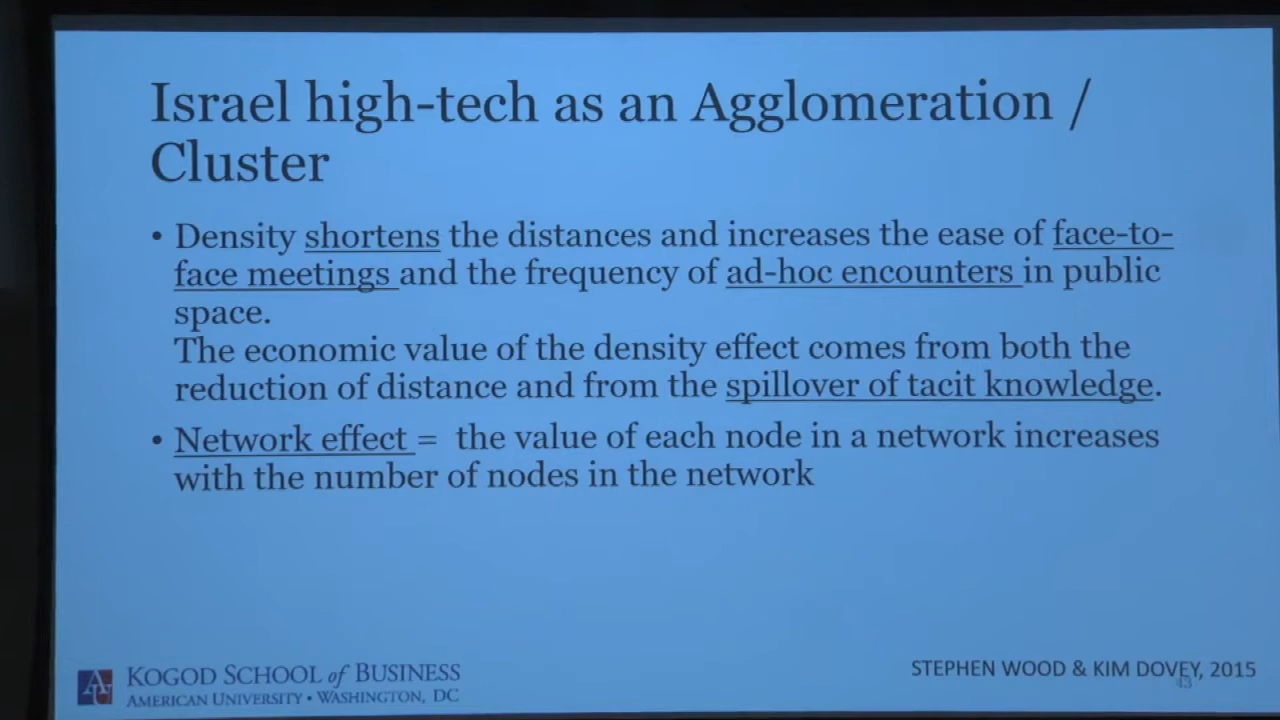 Israel high-tech as an Agglomeration /
Cluster
• Density shortens the distances and increases the ease of face-to-
face meetings and the frequency of ad-hoc encounters in public
space.
The economic value of the density effect comes from both the
reduction of distance and from the spillover of tacit knowledge.
• Network effect = the value of each node in a network increases
with the number of nodes in the network
AU
KOGOD SCHOOL of BUSINESS
AMERICAN UNIVERSITY • WASHINGTON, DC
STEPHEN WOOD & KIM DOVEY, 2015
43